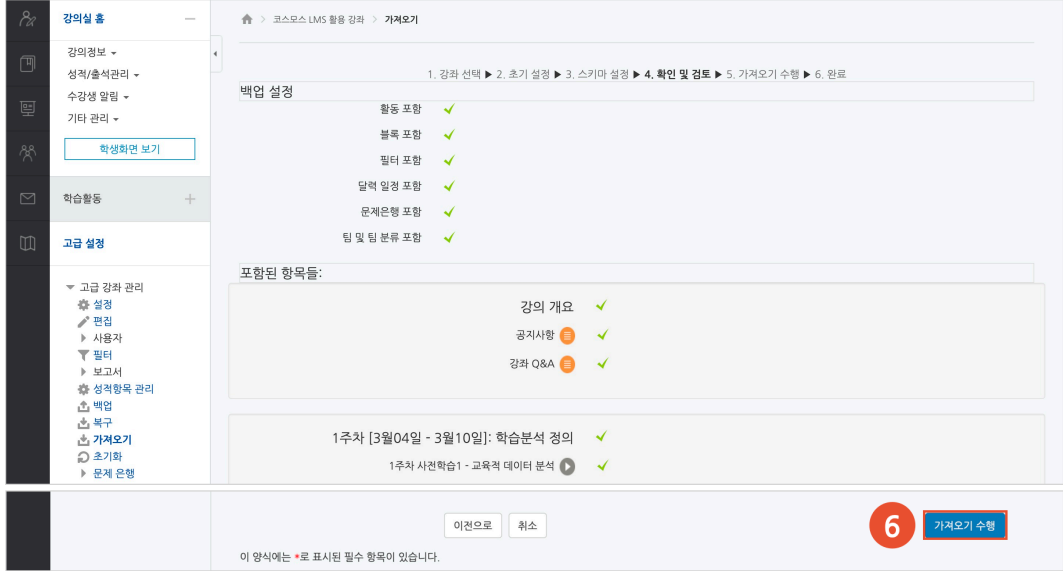 강의실 홈
강의정보
성적/출석관리
수강생 알림
기타 관리
학생화면 보기
학습활동
고급 설정
고급 강좌 관리
설정
편집
사용자
필터
보고서
성적항목 관리
백업
복구
가져오기
초기화
문제 은행
코스모스 LMS 활용 강좌 > 가져오기
1. 강좌 선택 ▶ 2. 초기 설정 ▶ 3. 스키마 설정 ▶ 4. 확인 및 검토 ▶ 5. 가져오기 수행 ▶ 6. 완료
백업 설정
활동 포함
블록 포함
필터 포함
달력 일정 포함
문제은행 포함
팀 및 팀 분류 포함
포함된 항목들:
강의 개요
공지사항
강좌 Q&A
1주차 [3월04일 - 3월10일]: 학습분석 정의
1주차 사전학습1 - 교육적 데이터 분석
이전으로 취소
6 가져오기 수행
이 양식에는 *로 표시된 필수 항목이 있습니다.